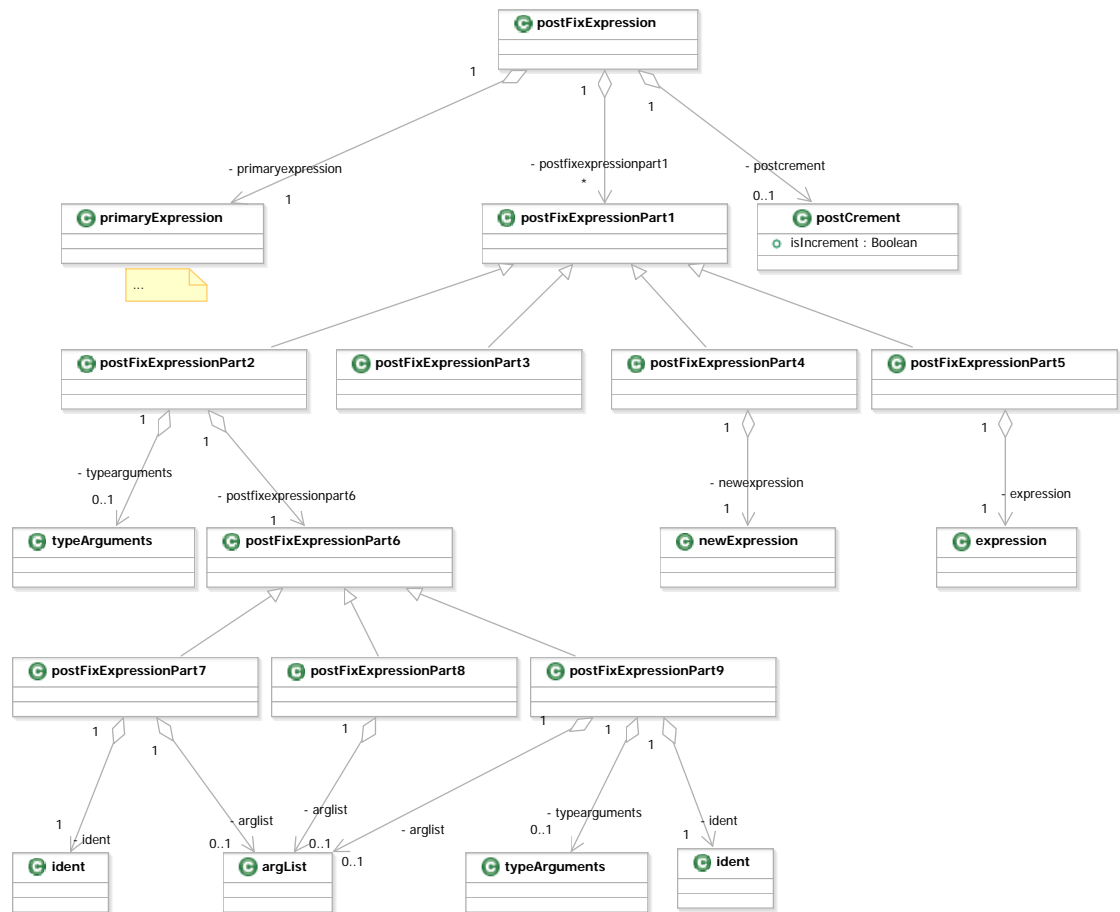 C postFixExpression
1
1
1
- primaryexpression
- postfixexpressionpart1
- postcrement
1
*
0..1
C primaryExpression
C postFixExpressionPart1
C postCrement
isIncrement : Boolean
...
C postFixExpressionPart2
C postFixExpressionPart3
C postFixExpressionPart4
C postFixExpressionPart5
1
1
1
1
- typearguments
- postfixexpressionpart6
- newexpression
- expression
0..1
1
1
1
C typeArguments
C postFixExpressionPart6
C newExpression
C expression
C postFixExpressionPart7
C postFixExpressionPart8
C postFixExpressionPart9
1
1
1
1
1
1
- ident
- arglist
- arglist
- arglist
- typearguments
- ident
1
0..1
0..1
0..1
0..1
1
C ident
C argList
C typeArguments
C ident